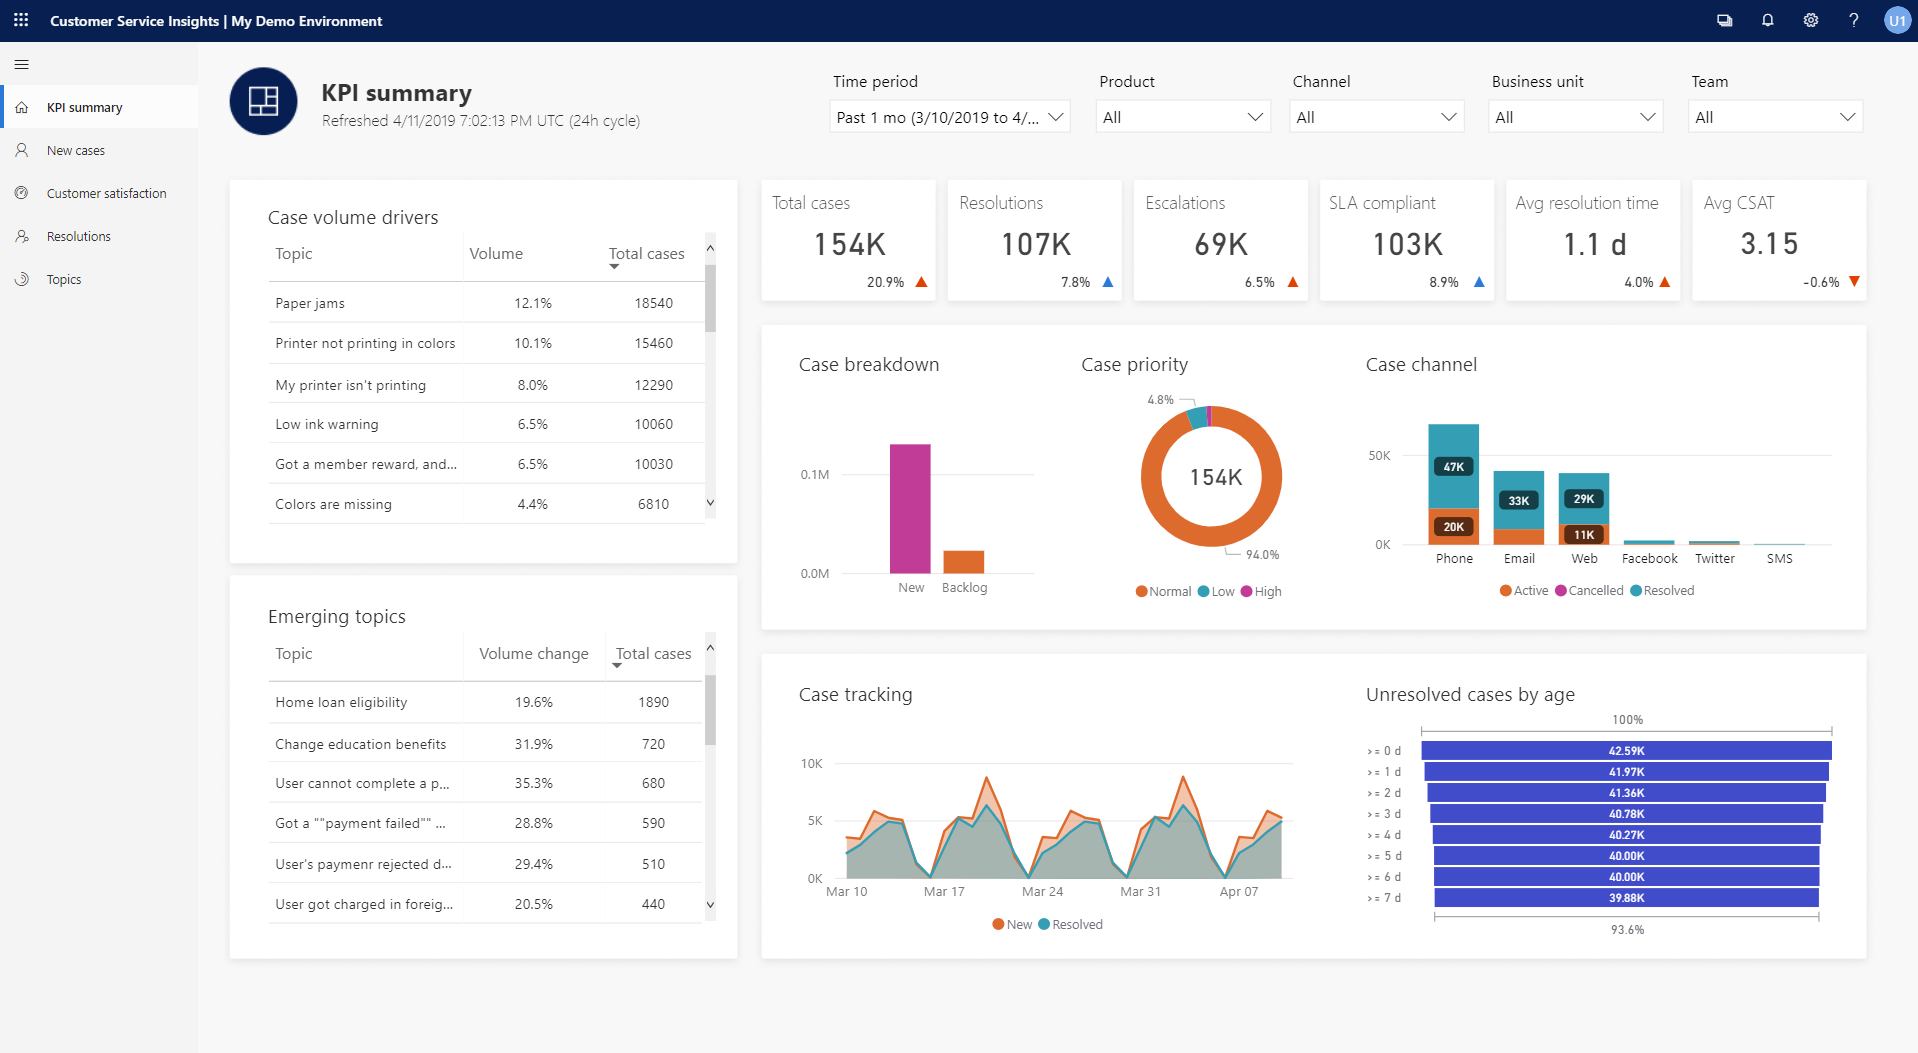 Customer Service Insights | My Demo Environment
?
U1
KPI summary
New cases
Customer satisfaction
Resolutions
Topics
KPI summary
Refreshed 4/11/2019 7:02:13 PM UTC (24h cycle)
Time period
Past 1 mo (3/10/2019 to 4/...
Product
All
Channel
All
Business unit
All
Team
All
Case volume drivers
Topic Volume Total cases
Paper jams 12.1% 18540
Printer not printing in colors 10.1% 15460
My printer isn't printing 8.0% 12290
Low ink warning 6.5% 10060
Got a member reward, and... 6.5% 10030
Colors are missing 4.4% 6810
Emerging topics
Topic Volume change Total cases
Home loan eligibility 19.6% 1890
Change education benefits 31.9% 720
User cannot complete a p... 35.3% 680
Got a ""payment failed"" ... 28.8% 590
User's paymenr rejected d... 29.4% 510
User got charged in foreig... 20.5% 440
Total cases
154K
20.9%
Resolutions
107K
7.8%
Escalations
69K
6.5%
SLA compliant
103K
8.9%
Avg resolution time
1.1 d
4.0%
Avg CSAT
3.15
-0.6%
Case breakdown
0.1M
0.0M
New Backlog
Case priority
4.8%
154K
94.0%
Normal Low High
Case channel
50K
0K
47K
20K
33K
29K
11K
Phone Email Web Facebook Twitter SMS
Active Cancelled Resolved
Case tracking
10K
5K
0K
Mar 10 Mar 17 Mar 24 Mar 31 Apr 07
New Resolved
Unresolved cases by age
100%
>= 0 d 42.59K
>= 1 d 41.97K
>= 2 d 41.36K
>= 3 d 40.78K
>= 4 d 40.27K
>= 5 d 40.00K
>= 6 d 40.00K
>= 7 d 39.88K
93.6%